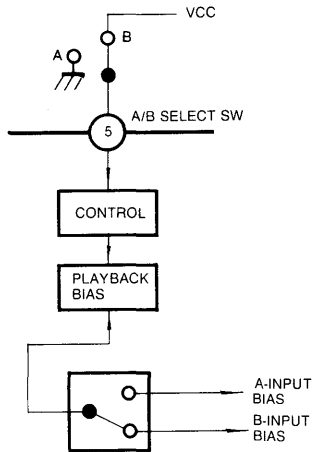 VCC
B
A
A/B SELECT SW
5
CONTROL
PLAYBACK
BIAS
A-INPUT
BIAS
B-INPUT
BIAS